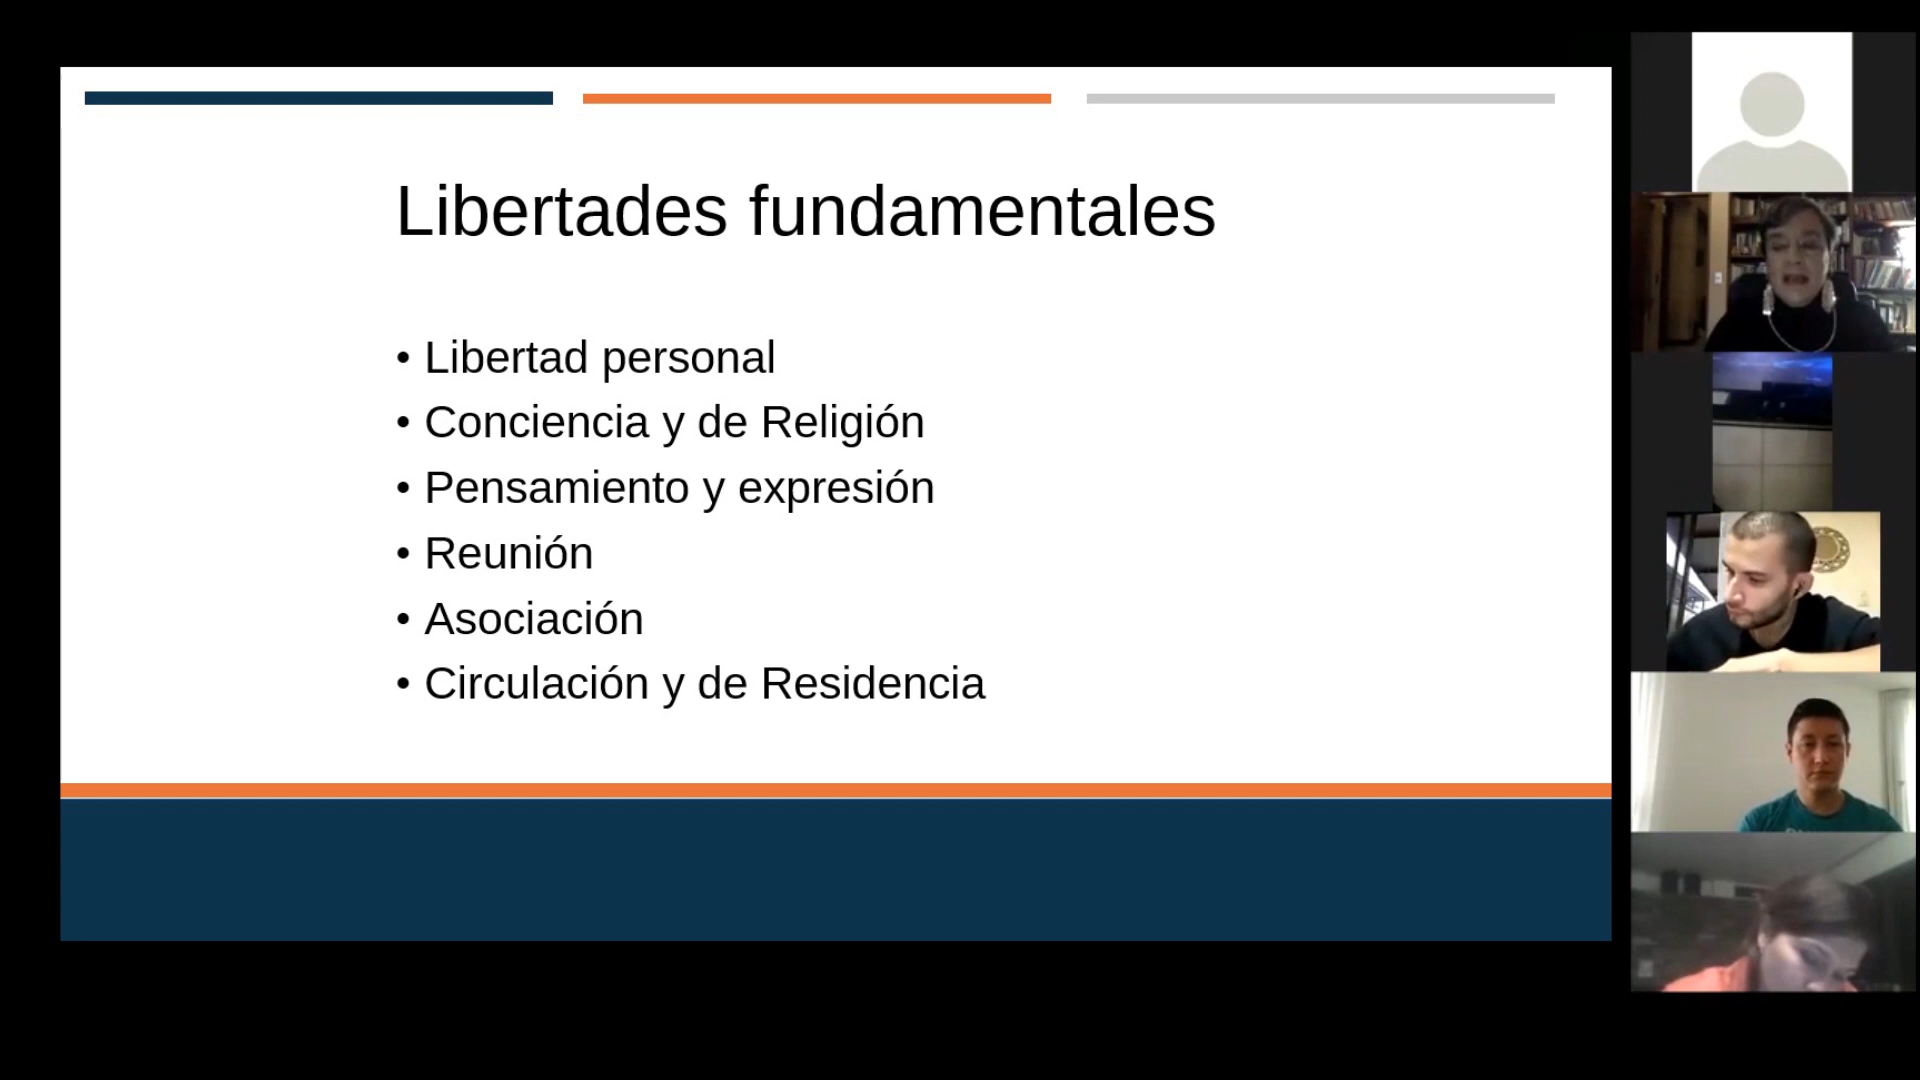 Libertades fundamentales
• Libertad personal
• Conciencia y de Religión
• Pensamiento y expresión
• Reunión
• Asociación
• Circulación y de Residencia